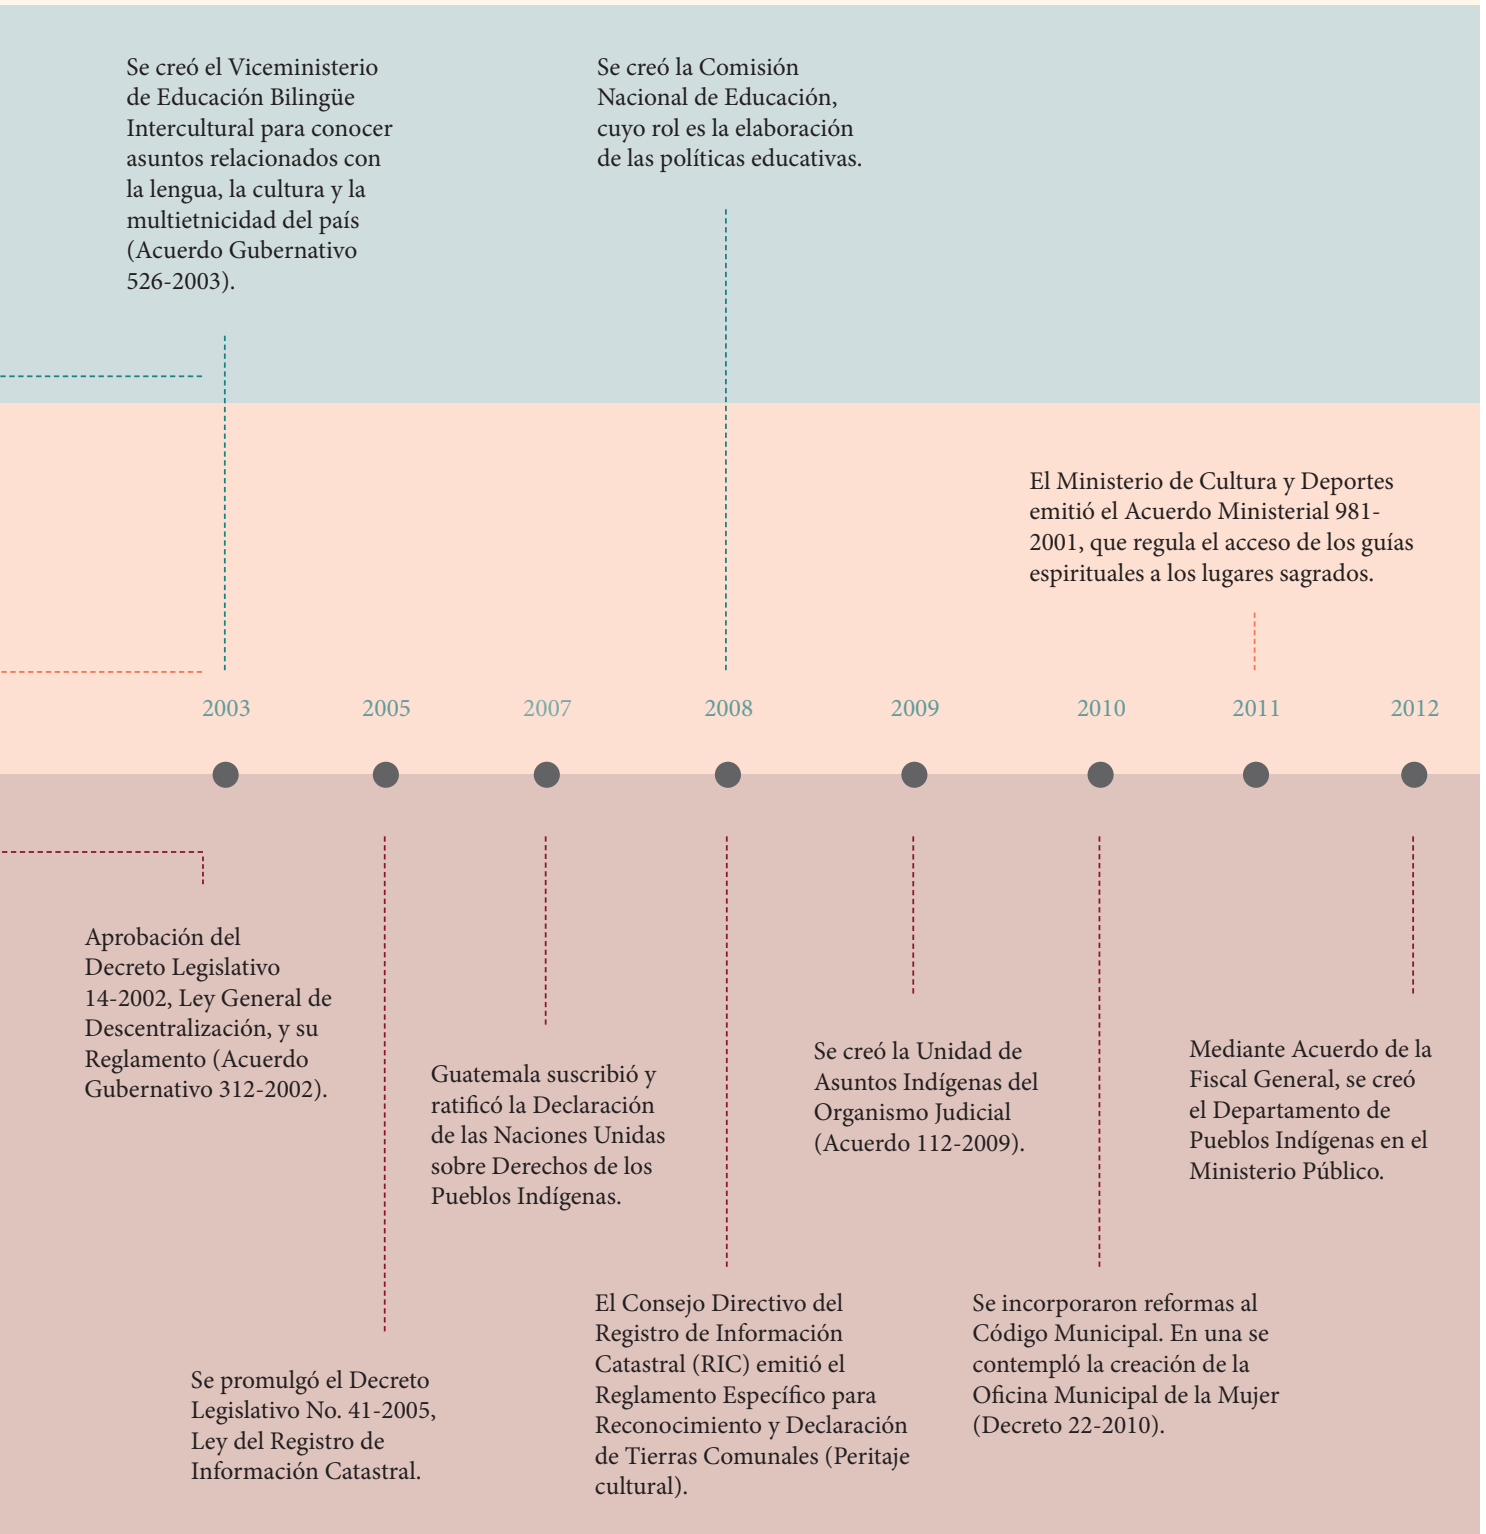 Se creó el Viceministerio
de Educación Bilingüe
Intercultural para conocer
asuntos relacionados con
la lengua, la cultura y la
multietnicidad del país
(Acuerdo Gubernativo
526-2003).
Se creó la Comisión
Nacional de Educación,
cuyo rol es la elaboración
de las políticas educativas.
El Ministerio de Cultura y Deportes
emitió el Acuerdo Ministerial 981-
2001, que regula el acceso de los guías
espirituales a los lugares sagrados.
2003 2005 2007 2008 2009 2010 2011 2012
Aprobación del
Decreto Legislativo
14-2002, Ley General de
Descentralización, y su
Reglamento (Acuerdo
Gubernativo 312-2002).
Se promulgó el Decreto
Legislativo No. 41-2005,
Ley del Registro de
Información Catastral.
Guatemala suscribió y
ratificó la Declaración
de las Naciones Unidas
sobre Derechos de los
Pueblos Indígenas.
El Consejo Directivo del
Registro de Información
Catastral (RIC) emitió el
Reglamento Específico para
Reconocimiento y Declaración
de Tierras Comunales (Peritaje
cultural).
Se creó la Unidad de
Asuntos Indígenas del
Organismo Judicial
(Acuerdo 112-2009).
Se incorporaron reformas al
Código Municipal. En una se
contempló la creación de la
Oficina Municipal de la Mujer
(Decreto 22-2010).
Mediante Acuerdo de la
Fiscal General, se creó
el Departamento de
Pueblos Indígenas en el
Ministerio Público.